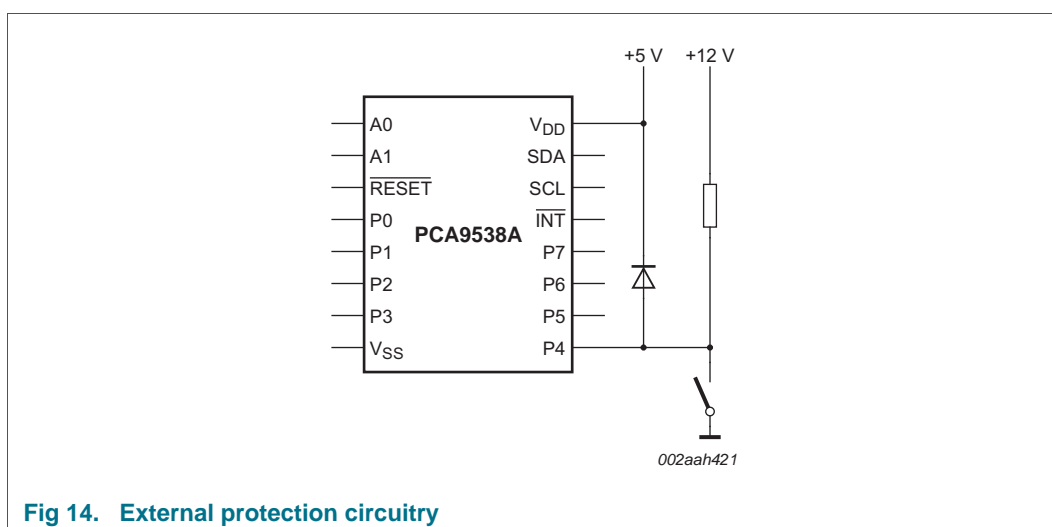 +5 V +12 V
A0 VDD
A1 SDA
RESET SCL
P0 INT
PCA9538A
P1 P7
P2 P6
P3 P5
VSS P4
002aah421
Fig 14. External protection circuitry